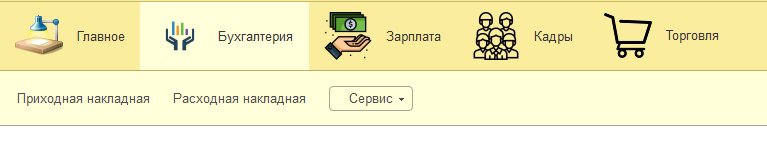 Главное Бухгалтерия Зарплата Кадры Торговля
Приходная накладная Расходная накладная Сервис